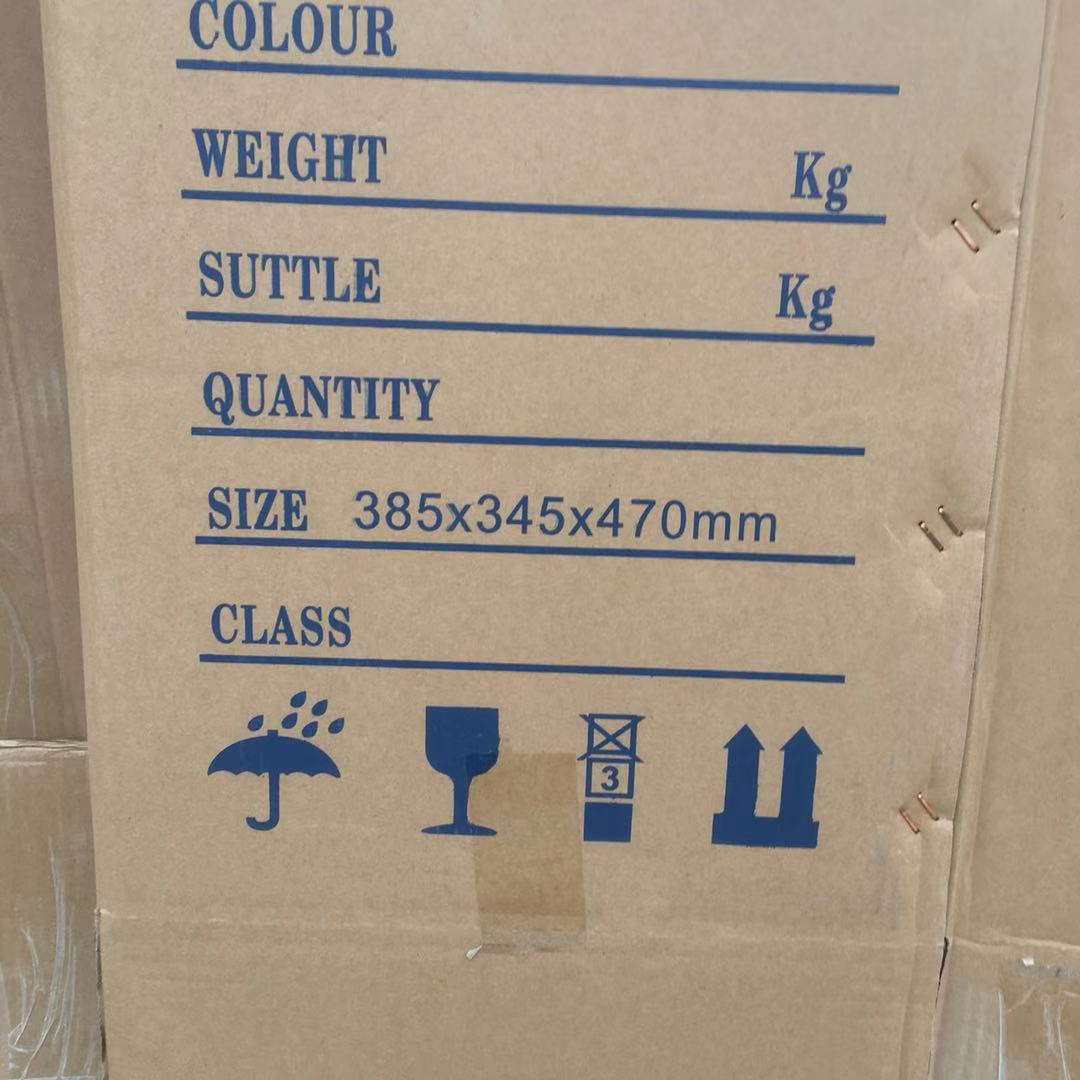 COLOUR
WEIGHT Kg
SUTTLE Kg
QUANTITY
SIZE 385x345x470mm
CLASS
3